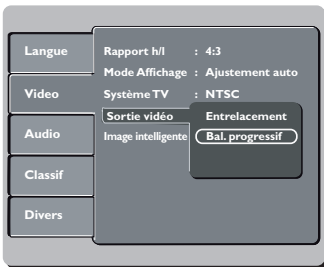 Langue
Video
Audio
Classif
Divers
Rapport h/l : 4:3
Mode Affichage : Ajustement auto
Système TV : NTSC
Sortie vidéo Entrelacement
Image intelligente Bal. progressif